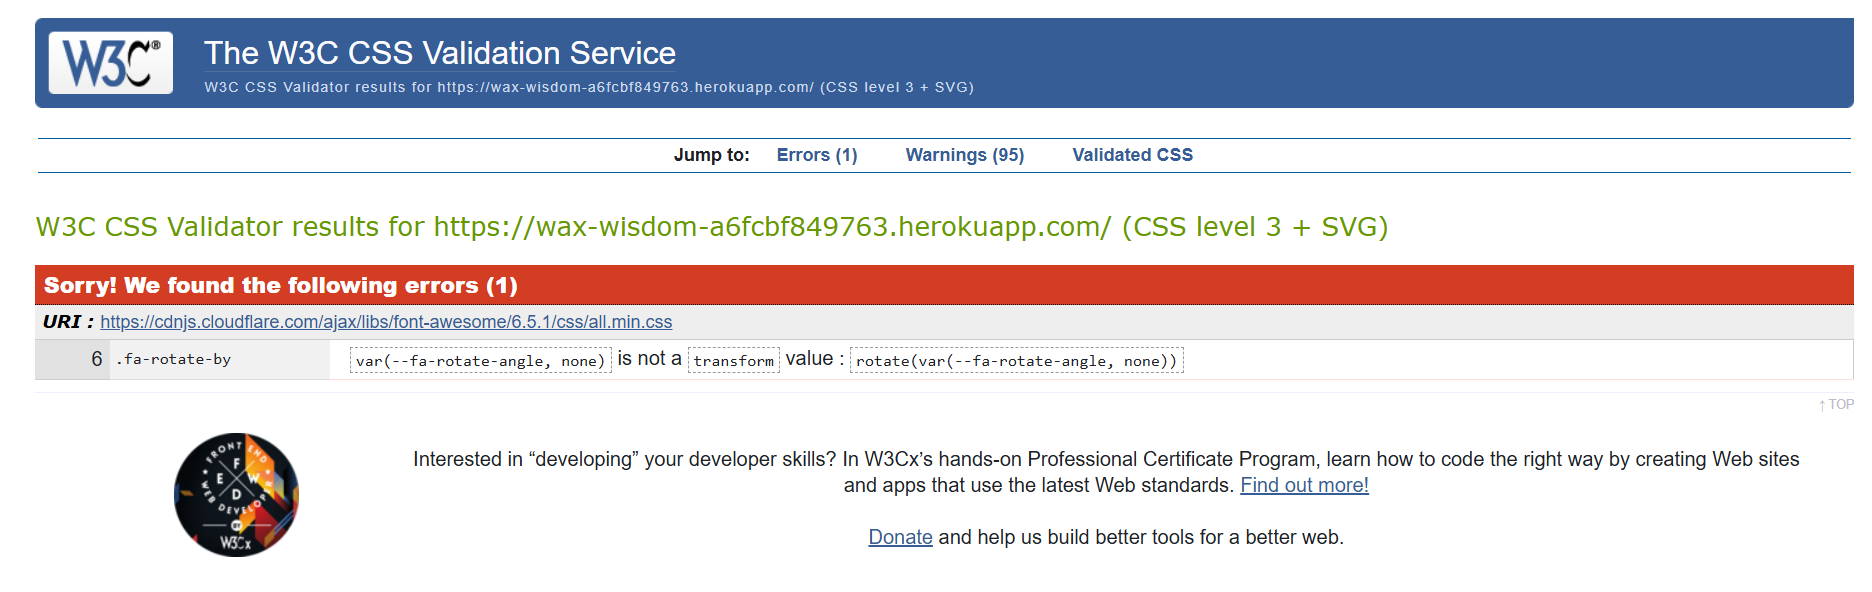 W3C®
The W3C CSS Validation Service
W3C CSS Validator results for https://wax-wisdom-a6fcbf849763.herokuapp.com/ (CSS level 3 + SVG)
Jump to: Errors (1) Warnings (95) Validated CSS
W3C CSS Validator results for https://wax-wisdom-a6fcbf849763.herokuapp.com/ (CSS level 3 + SVG)
Sorry! We found the following errors (1)
URI : https://cdnjs.cloudflare.com/ajax/libs/font-awesome/6.5.1/css/all.min.css
6 .fa-rotate-by var(--fa-rotate-angle, none) is not a transform value : rotate(var(--fa-rotate-angle, none))
↑ TOP
FRONT END
F
E W
D
WEB DEVELOPER
BY
W3Cx
Interested in “developing” your developer skills? In W3Cx’s hands-on Professional Certificate Program, learn how to code the right way by creating Web sites
and apps that use the latest Web standards. Find out more!
Donate and help us build better tools for a better web.